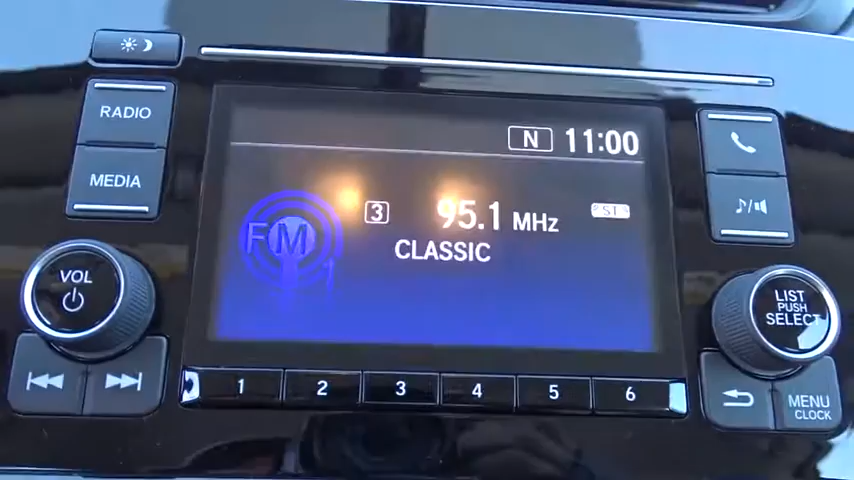 RADIO
MEDIA
VOL
N 11:00
FM 1
3 95.1 MHz ST
CLASSIC
LIST
PUSH
SELECT
1 2 3 4 5 6
MENU
CLOCK